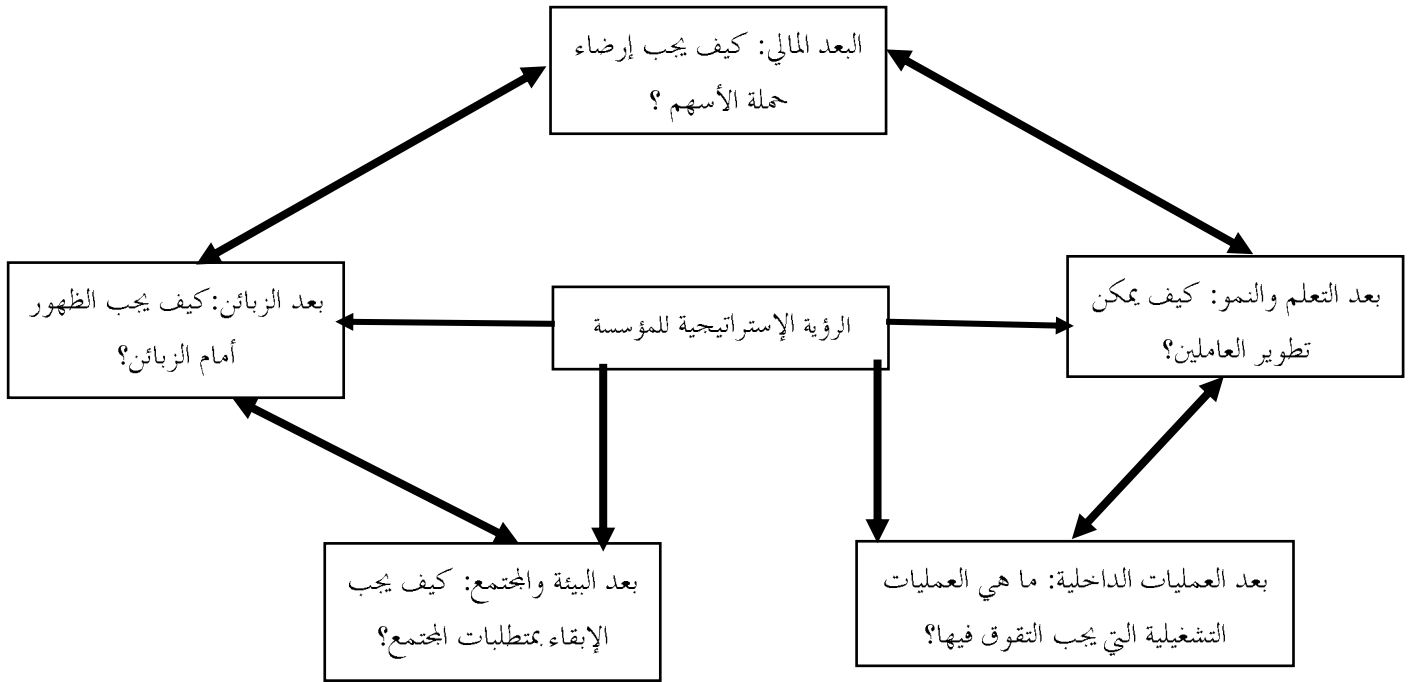 البعد المالي: كيف يجب إرضاء
حملة الأسهم ؟
بعد التعلم والنمو: كيف يمكن
تطوير العاملين؟
الرؤية الإستراتيجية للمؤسسة
بعد الزبائن:كيف يجب الظهور
أمام الزبائن؟
بعد العمليات الداخلية: ما هي العمليات
التشغيلية التي يجب التقوق فيها؟
بعد البيئة والمجتمع: كيف يجب
الإبقاء بمتطلبات المجتمع؟